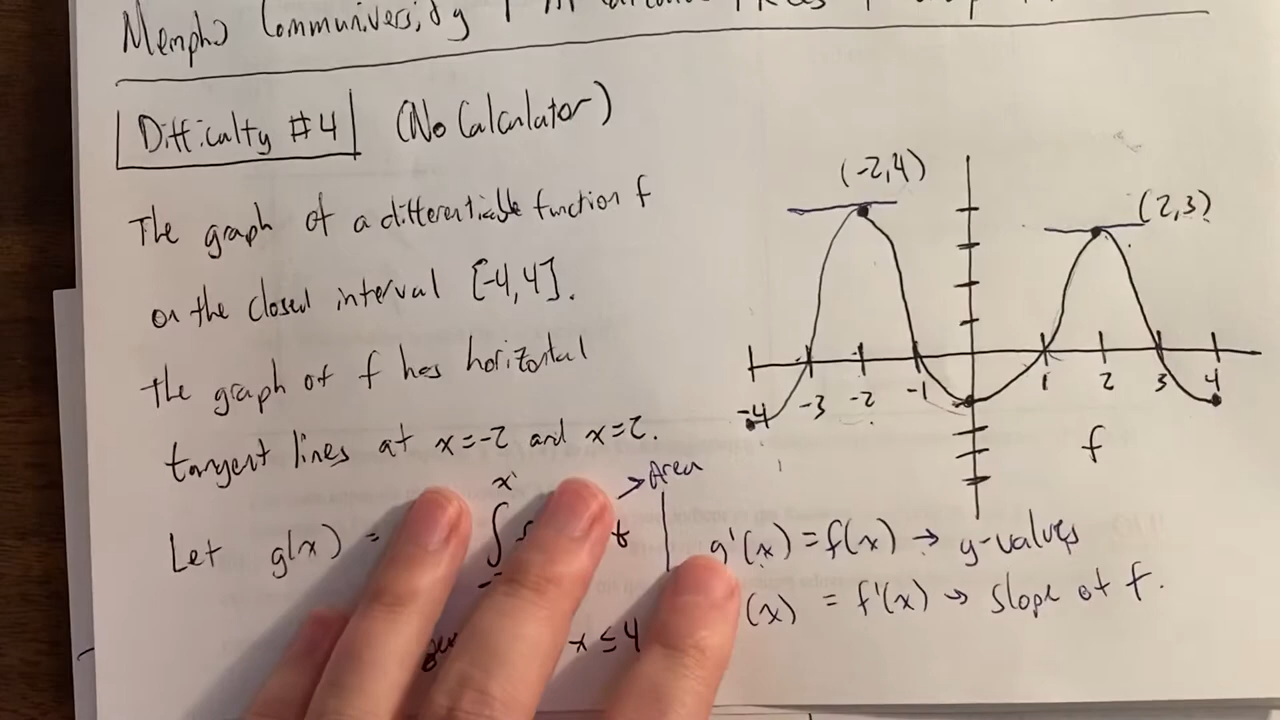 Difficulty #4 (No Calculator)
The graph of a differentiable function f
on the closed interval [-4,4].
The graph of f has horizontal
tangent lines at x=-2 and x=2.
Let g(x) =
x
∫
t
> Area
g'(x) = f(x) → y-values
(x) = f'(x) → slope of f.
x ≤ 4
(-2,4)
(2,3)
-4 -3 -2 -1 1 2 3 4
f